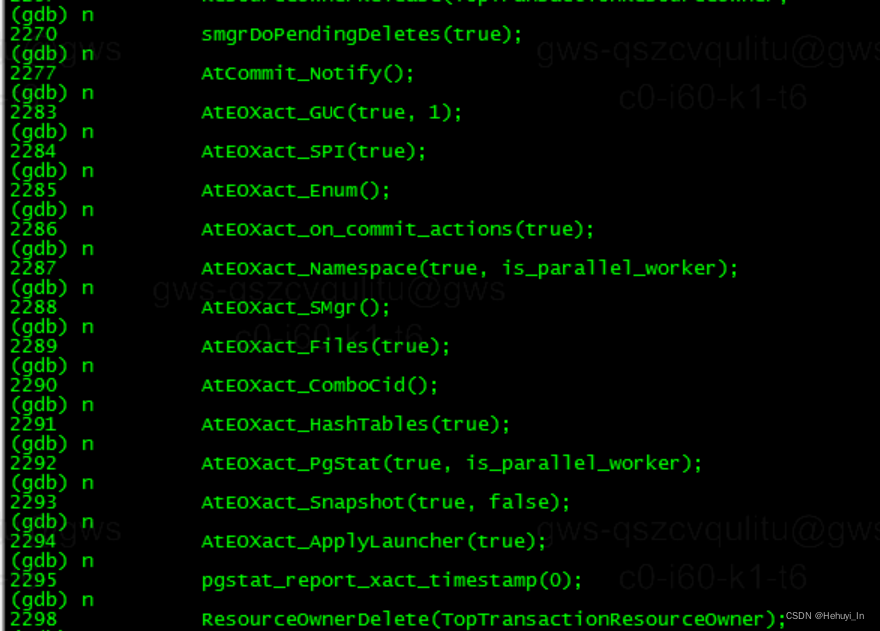 (gdb) n
2270 smgrDoPendingDeletes(true);
(gdb) n
2277 AtCommit_Notify();
(gdb) n
2283 AtEOXact_GUC(true, 1);
(gdb) n
2284 AtEOXact_SPI(true);
(gdb) n
2285 AtEOXact_Enum();
(gdb) n
2286 AtEOXact_on_commit_actions(true);
(gdb) n
2287 AtEOXact_Namespace(true, is_parallel_worker);
(gdb) n
2288 AtEOXact_SMgr();
(gdb) n
2289 AtEOXact_Files(true);
(gdb) n
2290 AtEOXact_ComboCid();
(gdb) n
2291 AtEOXact_HashTables(true);
(gdb) n
2292 AtEOXact_PgStat(true, is_parallel_worker);
(gdb) n
2293 AtEOXact_Snapshot(true, false);
(gdb) n
2294 AtEOXact_ApplyLauncher(true);
(gdb) n
2295 pgstat_report_xact_timestamp(0);
(gdb) n
2298 ResourceOwnerDelete(TopTransactionResourceOwner);
gws-qszcvqulitu@gws
c0-i60-k1-t6
gws-qszcvqulitu@gws
c0-i60-k1-t6
gws-qszcvqulitu@gws
c0-i60-k1-t6
CSDN @Hehuyi_In